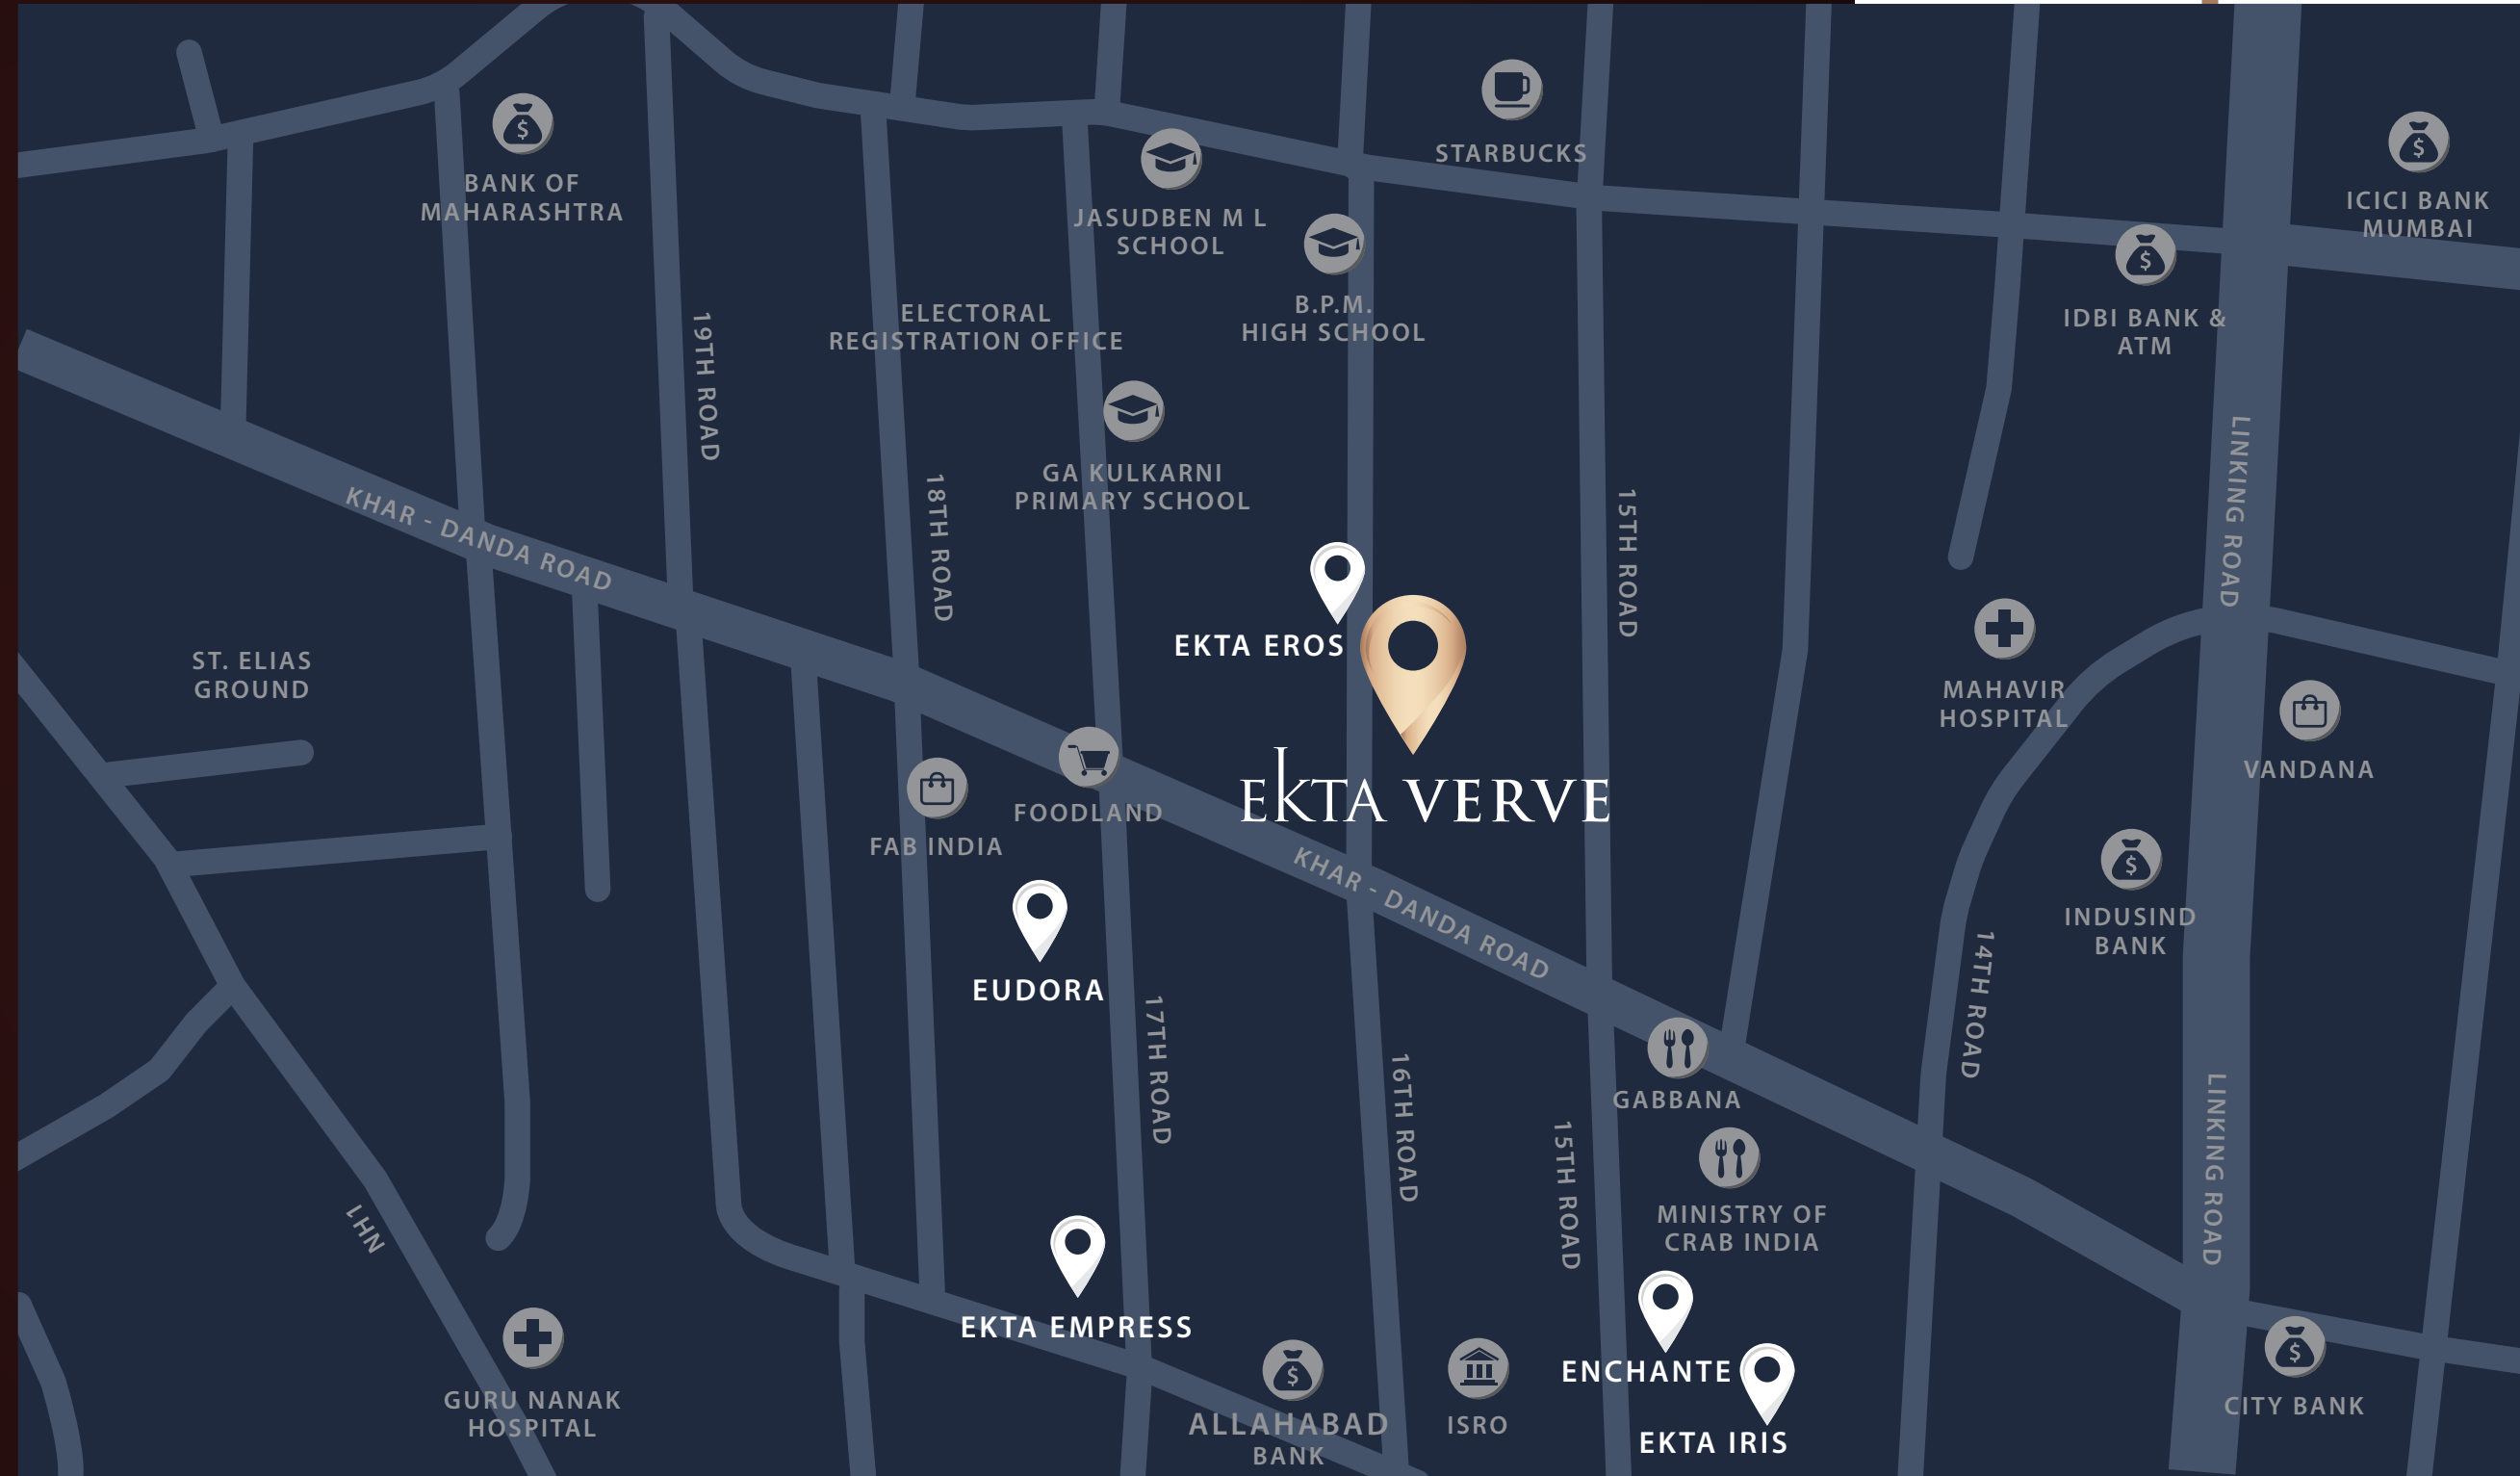 STARBUCKS
BANK OF
MAHARASHTRA
ICICI BANK
MUMBAI
JASUDBEN M L
SCHOOL
B.P.M.
HIGH SCHOOL
ELECTORAL
REGISTRATION OFFICE
IDBI BANK &
ATM
19TH ROAD
GA KULKARNI
PRIMARY SCHOOL
18TH ROAD
15TH ROAD
LINKING ROAD
KHAR - DANDA ROAD
EKTA EROS
ST. ELIAS
GROUND
MAHAVIR
HOSPITAL
VANDANA
EKTA VERVE
FOODLAND
FAB INDIA
KHAR - DANDA ROAD
INDUSIND
BANK
EUDORA
14TH ROAD
17TH ROAD
16TH ROAD
GABBANA
15TH ROAD
LINKING ROAD
MINISTRY OF
CRAB INDIA
NH1
EKTA EMPRESS
ENCHANTE
GURU NANAK
HOSPITAL
ALLAHABAD
BANK
ISRO
CITY BANK
EKTA IRIS